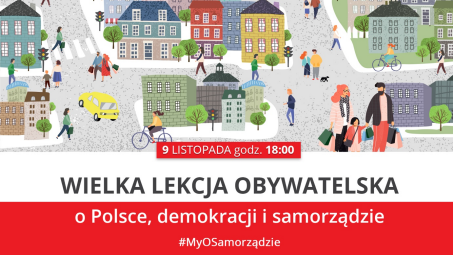 9 LISTOPADA godz. 18:00
WIELKA LEKCJA OBYWATELSKA
o Polsce, demokracji i samorządzie
#MyOSamorządzie